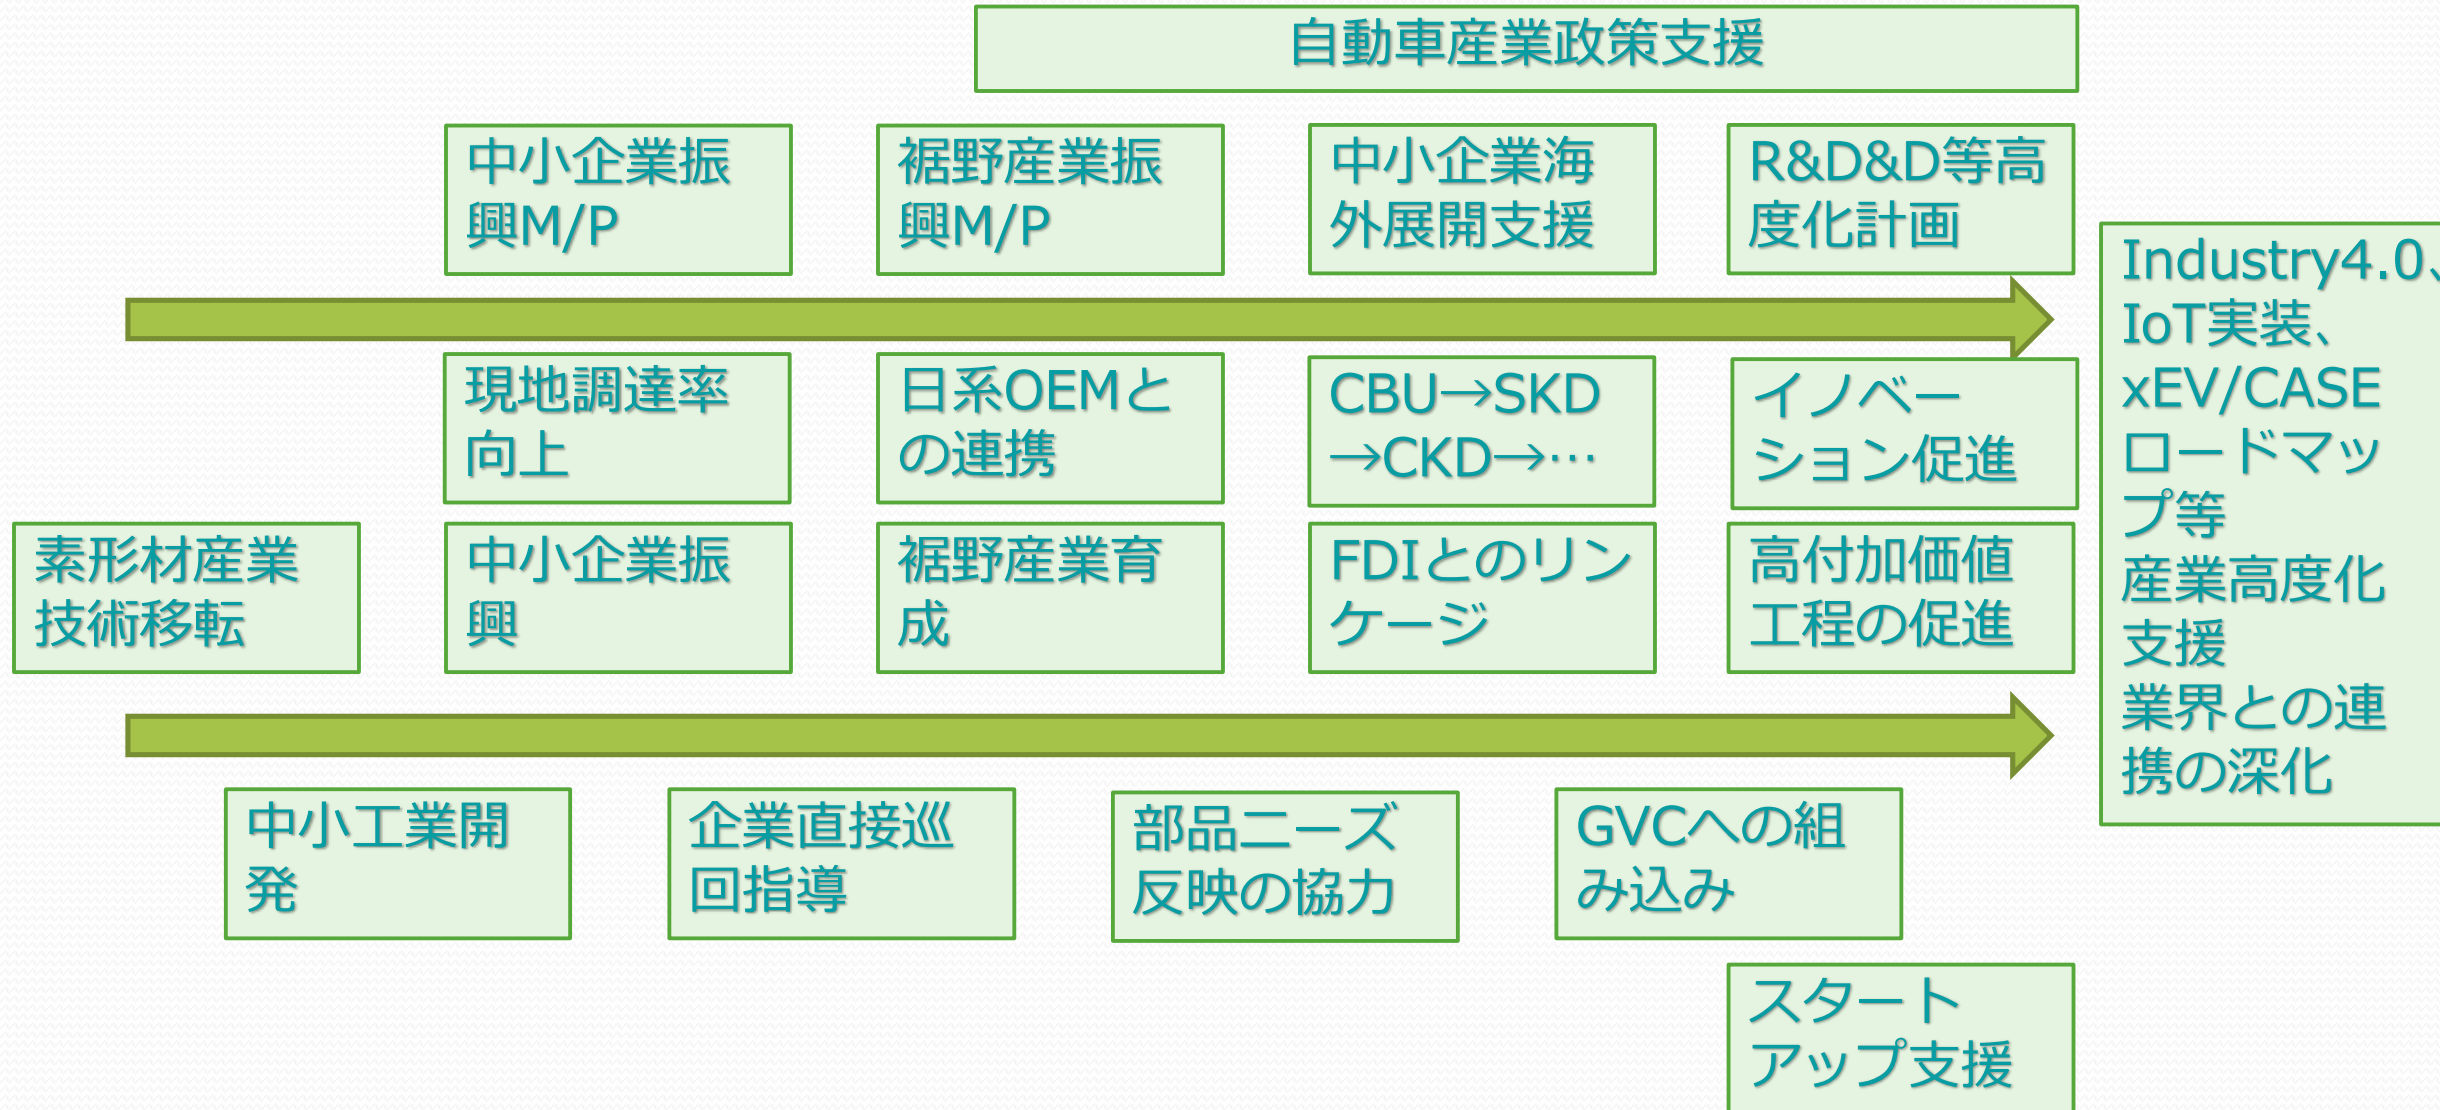 自動車産業政策支援
中小企業振
興M/P
裾野産業振
興M/P
中小企業海
外展開支援
R&D&D等高
度化計画
現地調達率
向上
日系OEMと
の連携
CBU→SKD
→CKD→…
イノベー
ション促進
素形材産業
技術移転
中小企業振
興
裾野産業育
成
FDIとのリン
ケージ
高付加価値
工程の促進
Industry4.0、
IoT実装、
xEV/CASE
ロードマッ
プ等
産業高度化
支援
業界との連
携の深化
中小工業開
発
企業直接巡
回指導
部品ニーズ
反映の協力
GVCへの組
み込み
スタート
アップ支援